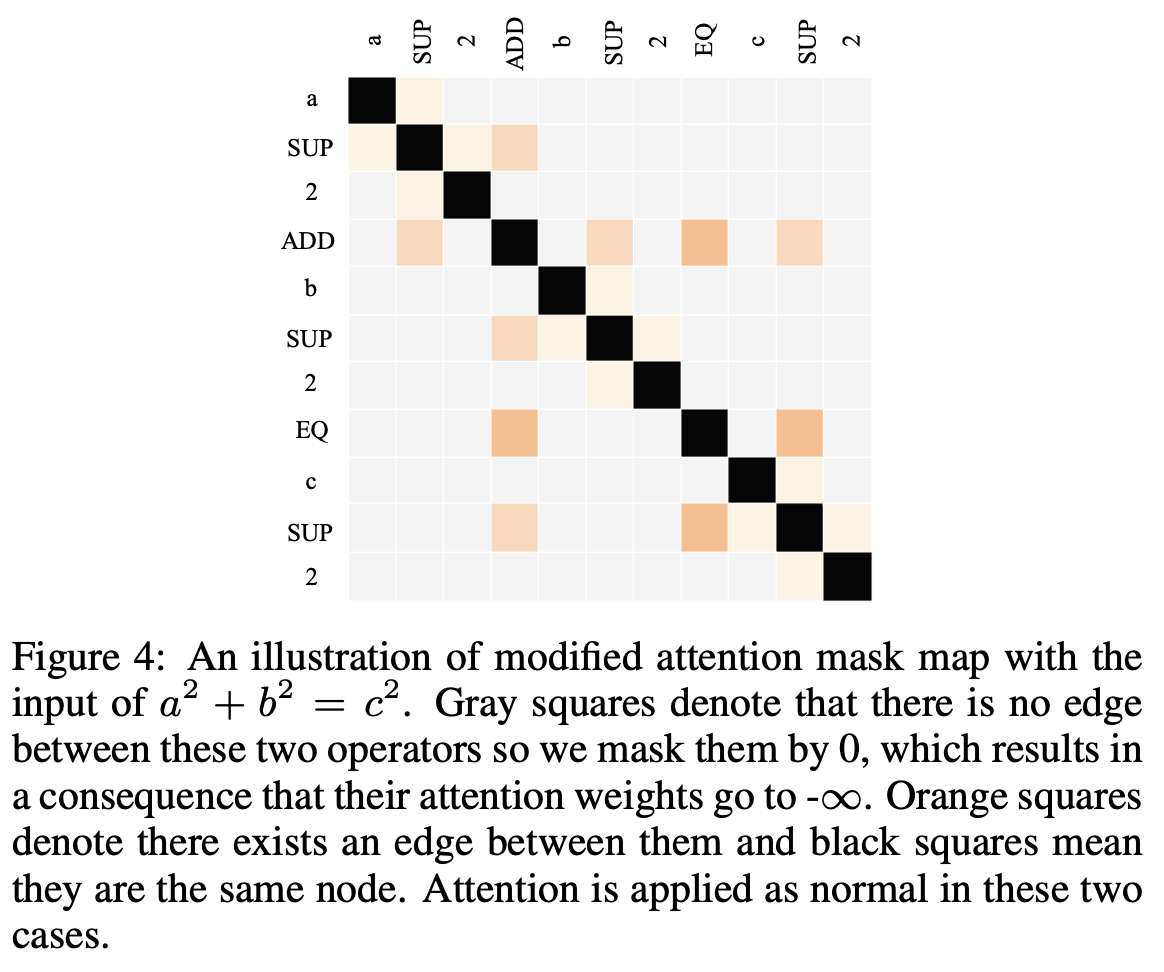 a SUP 2 ADD b SUP 2 EQ c SUP 2
a
SUP
2
ADD
b
SUP
2
EQ
c
SUP
2
Figure 4: An illustration of modified attention mask map with the
input of a² + b² = c². Gray squares denote that there is no edge
between these two operators so we mask them by 0, which results in
a consequence that their attention weights go to -∞. Orange squares
denote there exists an edge between them and black squares mean
they are the same node. Attention is applied as normal in these two
cases.